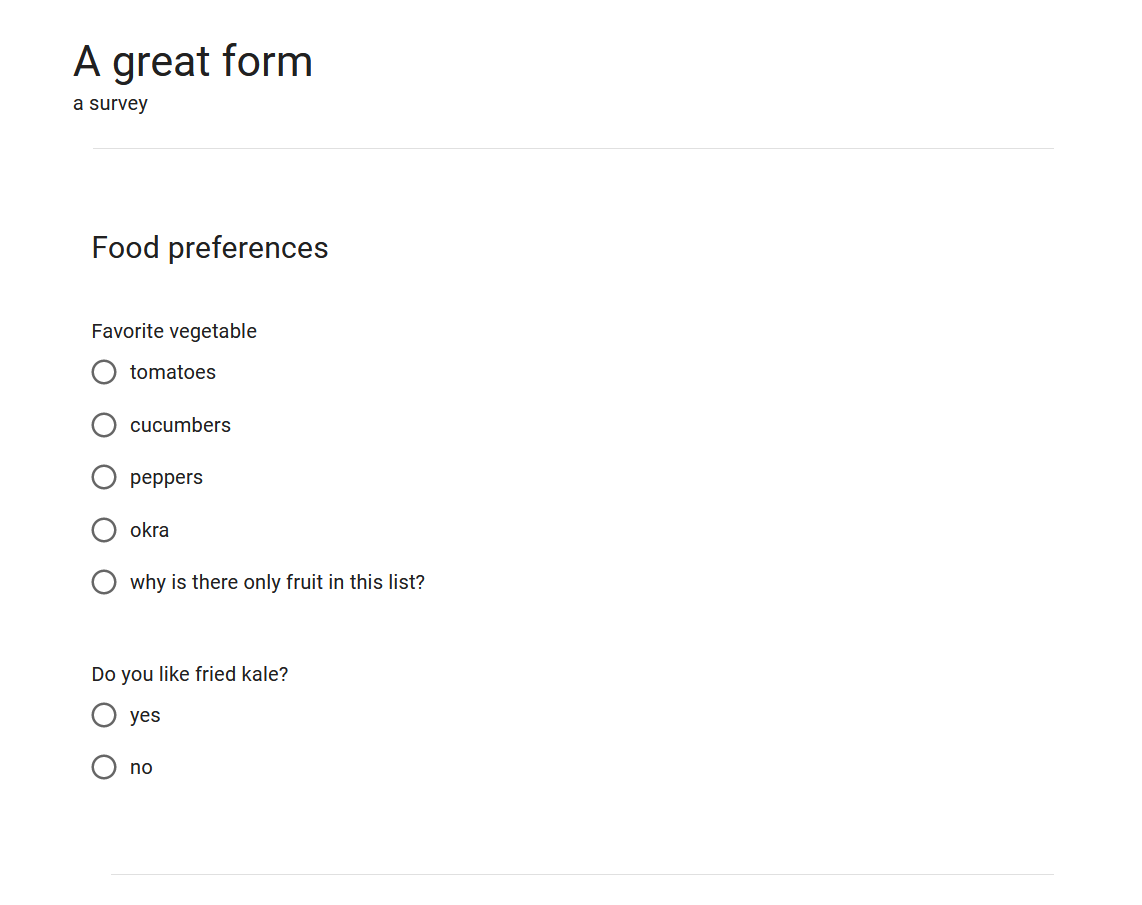 A great form
a survey
Food preferences
Favorite vegetable
tomatoes
cucumbers
peppers
okra
why is there only fruit in this list?
Do you like fried kale?
yes
no